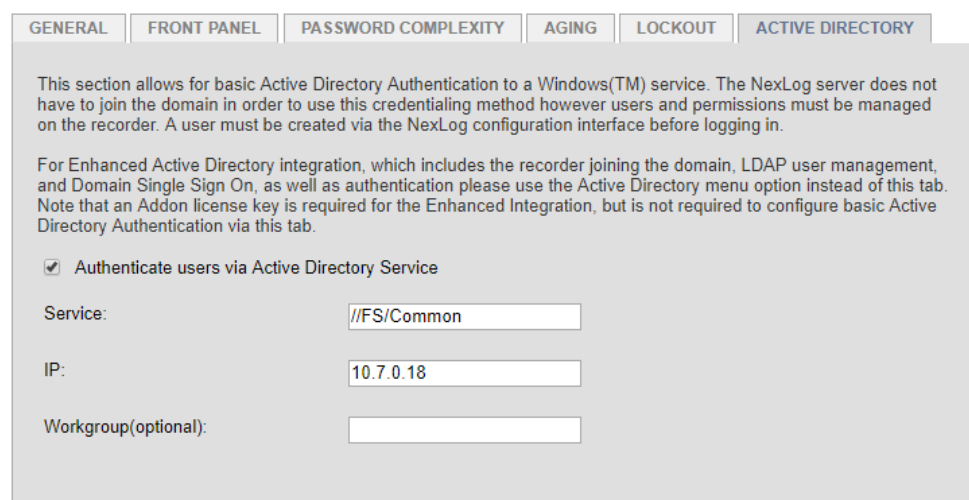 GENERAL FRONT PANEL PASSWORD COMPLEXITY AGING LOCKOUT ACTIVE DIRECTORY
This section allows for basic Active Directory Authentication to a Windows(TM) service. The NexLog server does not
have to join the domain in order to use this credentialing method however users and permissions must be managed
on the recorder. A user must be created via the NexLog configuration interface before logging in.
For Enhanced Active Directory integration, which includes the recorder joining the domain, LDAP user management,
and Domain Single Sign On, as well as authentication please use the Active Directory menu option instead of this tab.
Note that an Addon license key is required for the Enhanced Integration, but is not required to configure basic Active
Directory Authentication via this tab.
Authenticate users via Active Directory Service
Service: //FS/Common
IP: 10.7.0.18
Workgroup(optional):